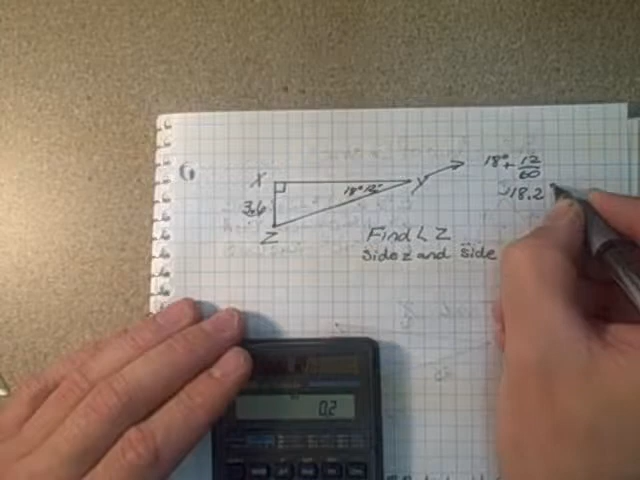 6
X
18° 12'
Y
18° + 12/60
18.2°
3.6
Z
Find ∠ Z
side z and side
0.2